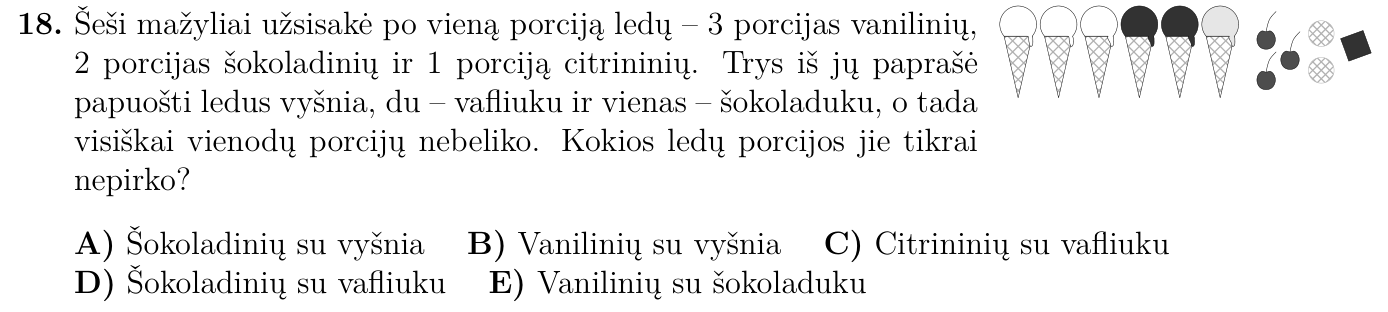 18. Šeši mažyliai užsisakė po vieną porciją ledų – 3 porcijas vanilinių,
2 porcijas šokoladinių ir 1 porciją citrininių. Trys iš jų paprašė
papuošti ledus vyšnia, du – vafliuku ir vienas – šokoladuku, o tada
visiškai vienodų porcijų nebeliko. Kokios ledų porcijos jie tikrai
nepirko?
A) Šokoladinių su vyšnia B) Vanilinių su vyšnia C) Citrininių su vafliuku
D) Šokoladinių su vafliuku E) Vanilinių su šokoladuku